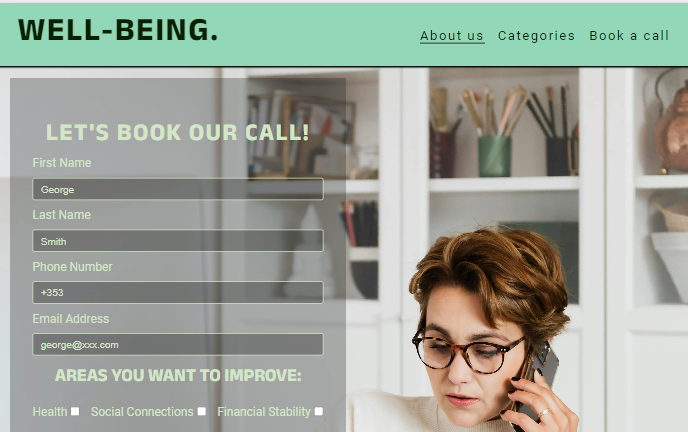 WELL-BEING.
About us Categories Book a call
LET'S BOOK OUR CALL!
First Name
George
Last Name
Smith
Phone Number
+353
Email Address
george@xxx.com
AREAS YOU WANT TO IMPROVE:
Health Social Connections Financial Stability